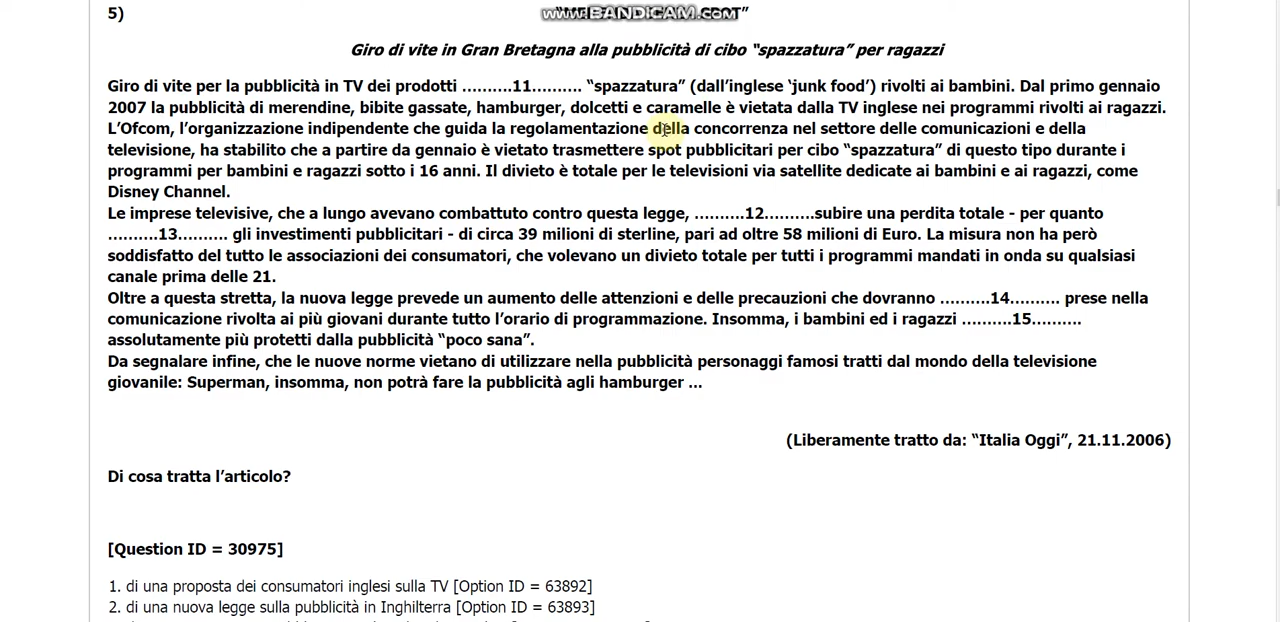 www.BANDICAM.com
5) SPOT”
Giro di vite in Gran Bretagna alla pubblicità di cibo “spazzatura” per ragazzi
Giro di vite per la pubblicità in TV dei prodotti ……….11………. “spazzatura” (dall’inglese ‘junk food’) rivolti ai bambini. Dal primo gennaio
2007 la pubblicità di merendine, bibite gassate, hamburger, dolcetti e caramelle è vietata dalla TV inglese nei programmi rivolti ai ragazzi.
L’Ofcom, l’organizzazione indipendente che guida la regolamentazione della concorrenza nel settore delle comunicazioni e della
televisione, ha stabilito che a partire da gennaio è vietato trasmettere spot pubblicitari per cibo “spazzatura” di questo tipo durante i
programmi per bambini e ragazzi sotto i 16 anni. Il divieto è totale per le televisioni via satellite dedicate ai bambini e ai ragazzi, come
Disney Channel.
Le imprese televisive, che a lungo avevano combattuto contro questa legge, ……….12……….subire una perdita totale - per quanto
……….13………. gli investimenti pubblicitari - di circa 39 milioni di sterline, pari ad oltre 58 milioni di Euro. La misura non ha però
soddisfatto del tutto le associazioni dei consumatori, che volevano un divieto totale per tutti i programmi mandati in onda su qualsiasi
canale prima delle 21.
Oltre a questa stretta, la nuova legge prevede un aumento delle attenzioni e delle precauzioni che dovranno ……….14………. prese nella
comunicazione rivolta ai più giovani durante tutto l’orario di programmazione. Insomma, i bambini ed i ragazzi ……….15……….
assolutamente più protetti dalla pubblicità “poco sana”.
Da segnalare infine, che le nuove norme vietano di utilizzare nella pubblicità personaggi famosi tratti dal mondo della televisione
giovanile: Superman, insomma, non potrà fare la pubblicità agli hamburger ...
(Liberamente tratto da: “Italia Oggi”, 21.11.2006)
Di cosa tratta l’articolo?
[Question ID = 30975]
1. di una proposta dei consumatori inglesi sulla TV [Option ID = 63892]
2. di una nuova legge sulla pubblicità in Inghilterra [Option ID = 63893]